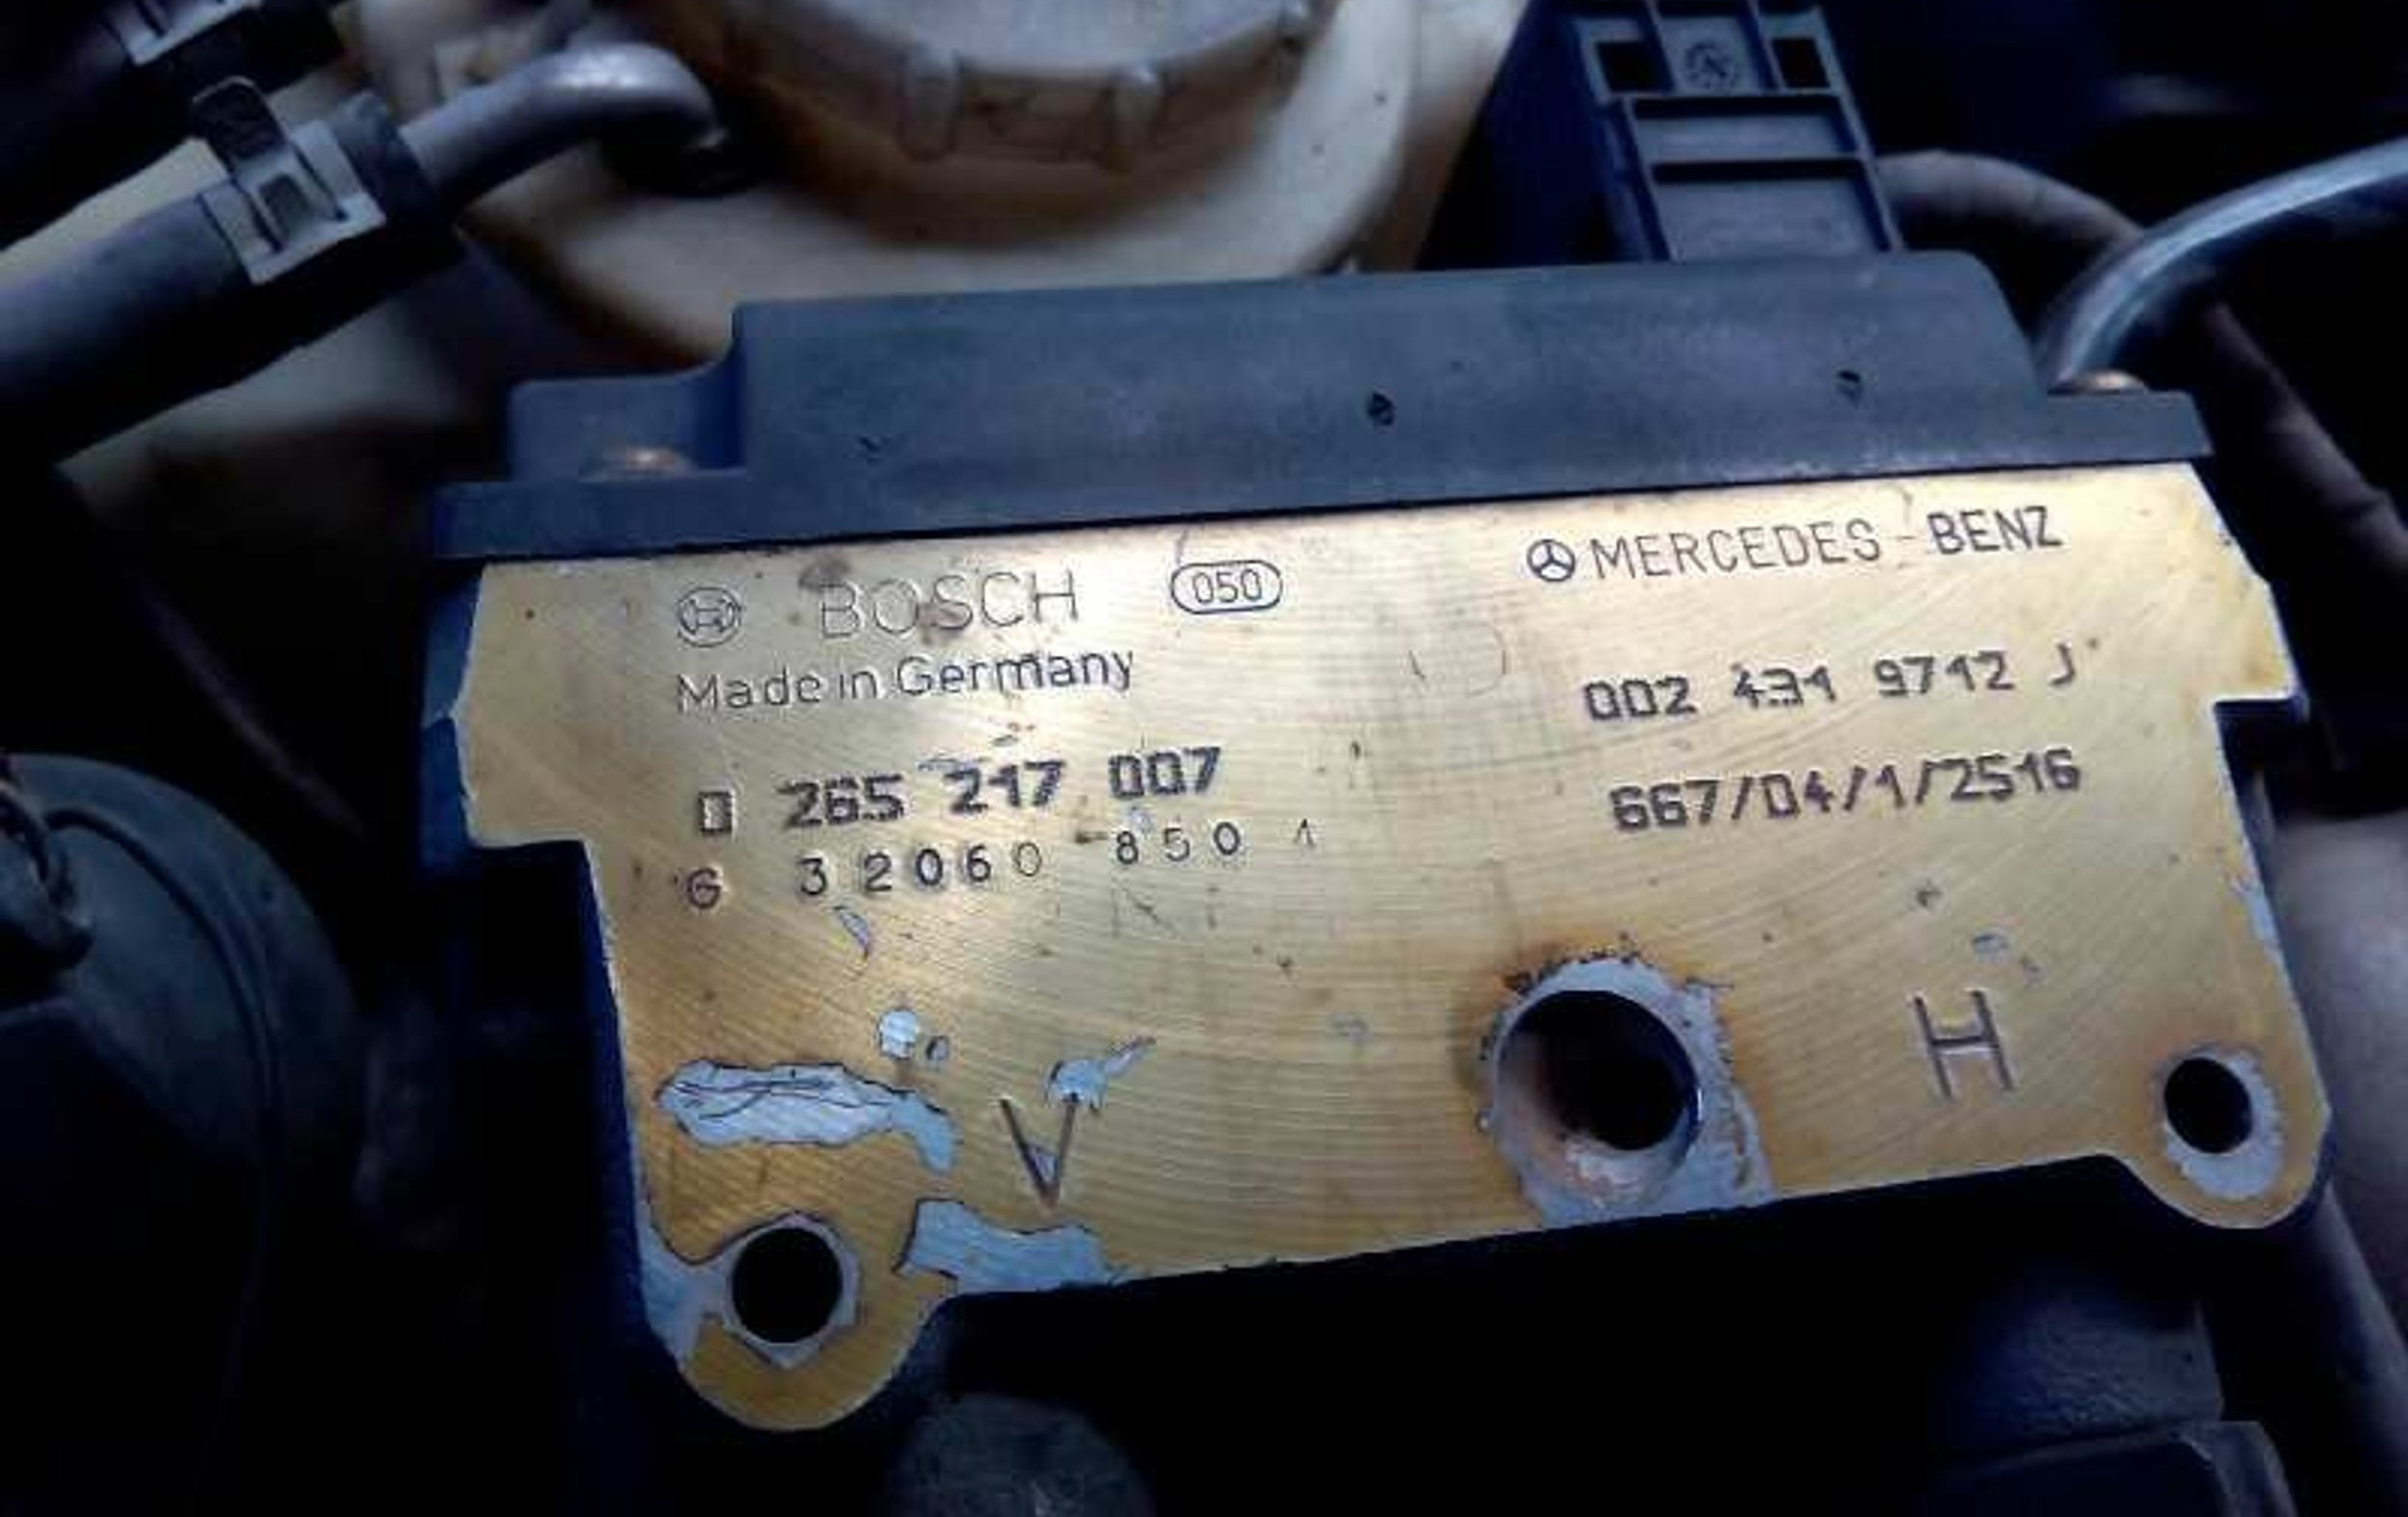 BOSCH 050
Made in Germany
0 265 217 007
G 32060 850 1
MERCEDES-BENZ
002 431 9712 J
667/04/1/2516
V
H